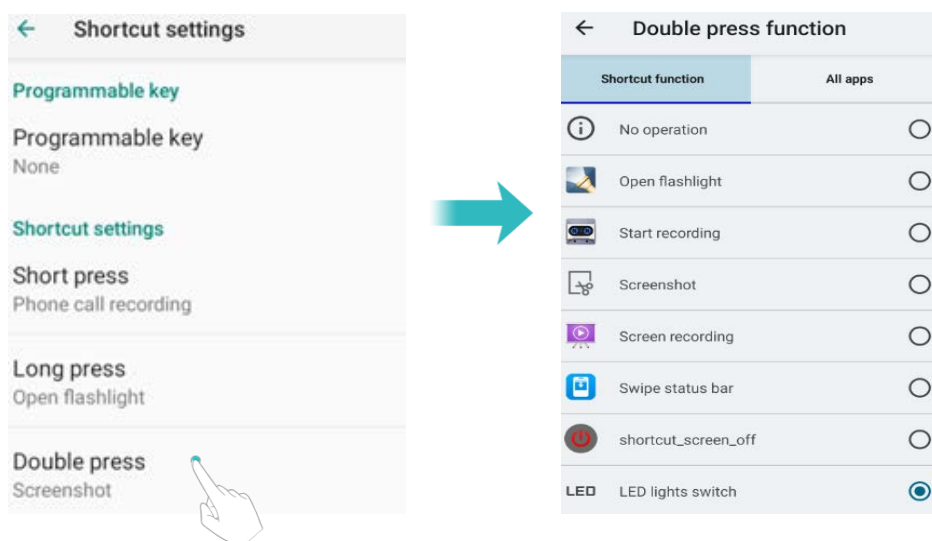 Shortcut settings
Programmable key
Programmable key
None
Shortcut settings
Short press
Phone call recording
Long press
Open flashlight
Double press
Screenshot
Double press function
Shortcut function All apps
No operation
Open flashlight
Start recording
Screenshot
Screen recording
Swipe status bar
shortcut_screen_off
LED LED lights switch